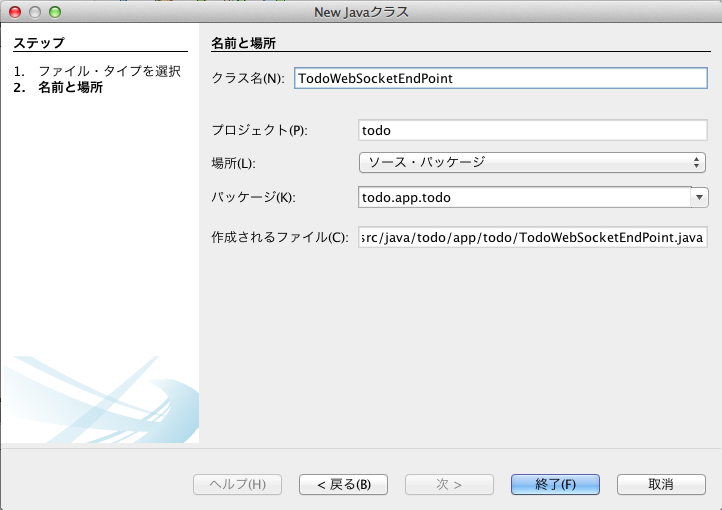 New Javaクラス
ステップ
1. ファイル・タイプを選択
2. 名前と場所
名前と場所
クラス名(N): TodoWebSocketEndPoint
プロジェクト(P): todo
場所(L): ソース・パッケージ
パッケージ(K): todo.app.todo
作成されるファイル(C): src/java/todo/app/todo/TodoWebSocketEndPoint.java
ヘルプ(H) < 戻る(B) 次 > 終了(F) 取消